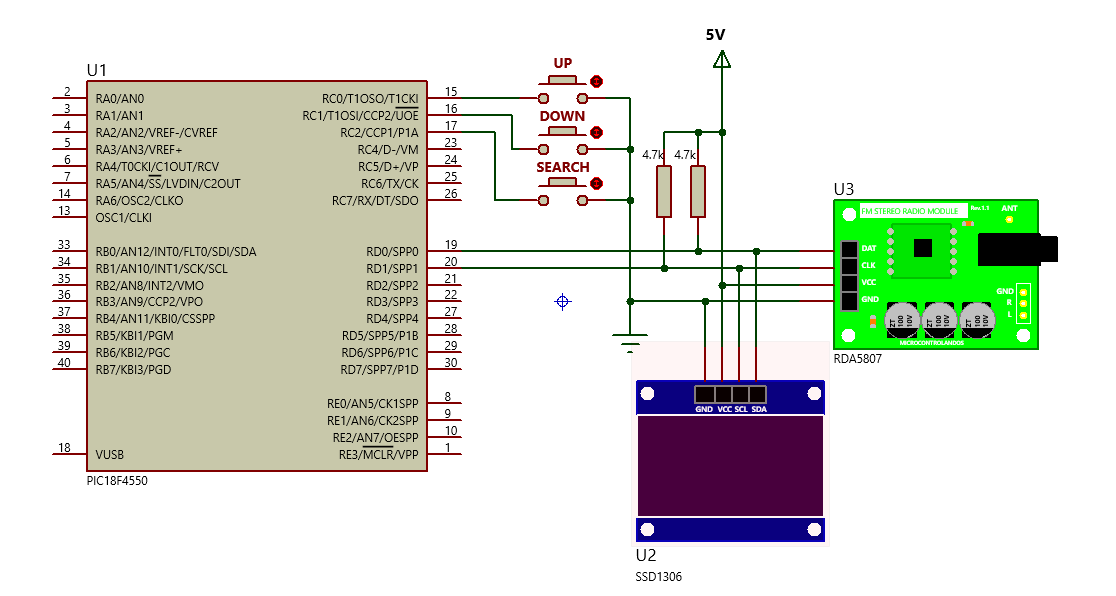 5V
U1
UP
DOWN
SEARCH
4.7k
4.7k
2 RA0/AN0
3 RA1/AN1
4 RA2/AN2/VREF-/CVREF
5 RA3/AN3/VREF+
6 RA4/T0CKI/C1OUT/RCV
7 RA5/AN4/SS/LVDIN/C2OUT
14 RA6/OSC2/CLKO
13 OSC1/CLKI
33 RB0/AN12/INT0/FLT0/SDI/SDA
34 RB1/AN10/INT1/SCK/SCL
35 RB2/AN8/INT2/VMO
36 RB3/AN9/CCP2/VPO
37 RB4/AN11/KBI0/CSSPP
38 RB5/KBI1/PGM
39 RB6/KBI2/PGC
40 RB7/KBI3/PGD
18 VUSB
RC0/T1OSO/T1CKI 15
RC1/T1OSI/CCP2/UOE 16
RC2/CCP1/P1A 17
RC4/D-/VM 23
RC5/D+/VP 24
RC6/TX/CK 25
RC7/RX/DT/SDO 26
RD0/SPP0 19
RD1/SPP1 20
RD2/SPP2 21
RD3/SPP3 22
RD4/SPP4 27
RD5/SPP5/P1B 28
RD6/SPP6/P1C 29
RD7/SPP7/P1D 30
RE0/AN5/CK1SPP 8
RE1/AN6/CK2SPP 9
RE2/AN7/OESPP 10
RE3/MCLR/VPP 1
PIC18F4550
U3
FM STEREO RADIO MODULE
Rev.1.1
ANT
DAT
CLK
VCC
GND
GND
R
L
ZT 100 10V
ZT 100 10V
ZT 100 10V
MICROCONTROLANDOS
RDA5807
GND VCC SCL SDA
U2
SSD1306